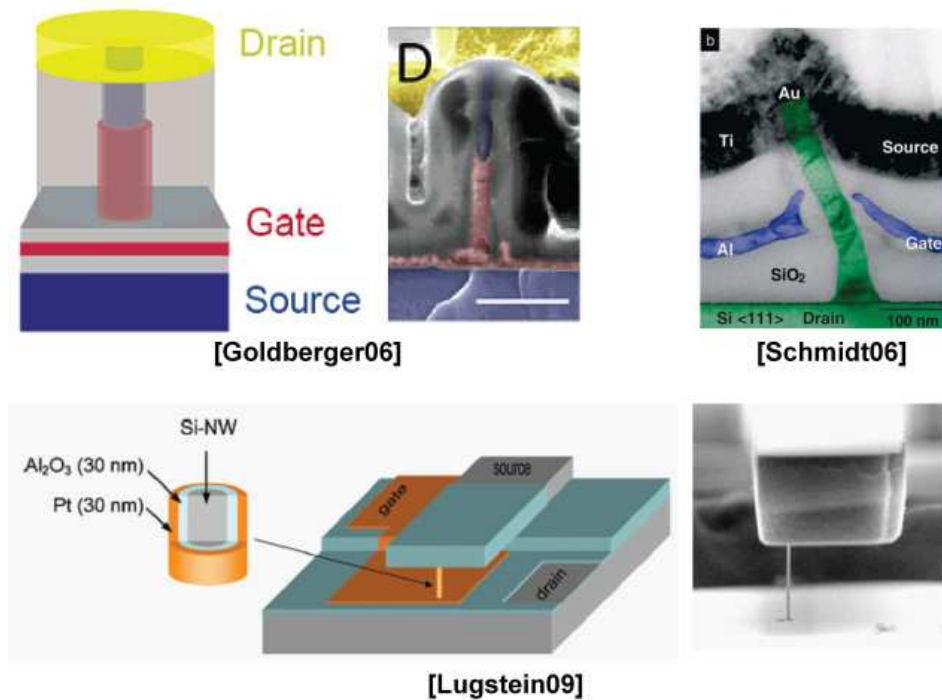 Drain
Gate
Source
D
[Goldberger06]
b
Au
Ti
Source
Al
Gate
SiO₂
Si <111> Drain 100 nm
[Schmidt06]
Si-NW
Al₂O₃ (30 nm)
Pt (30 nm)
gate
source
drain
[Lugstein09]